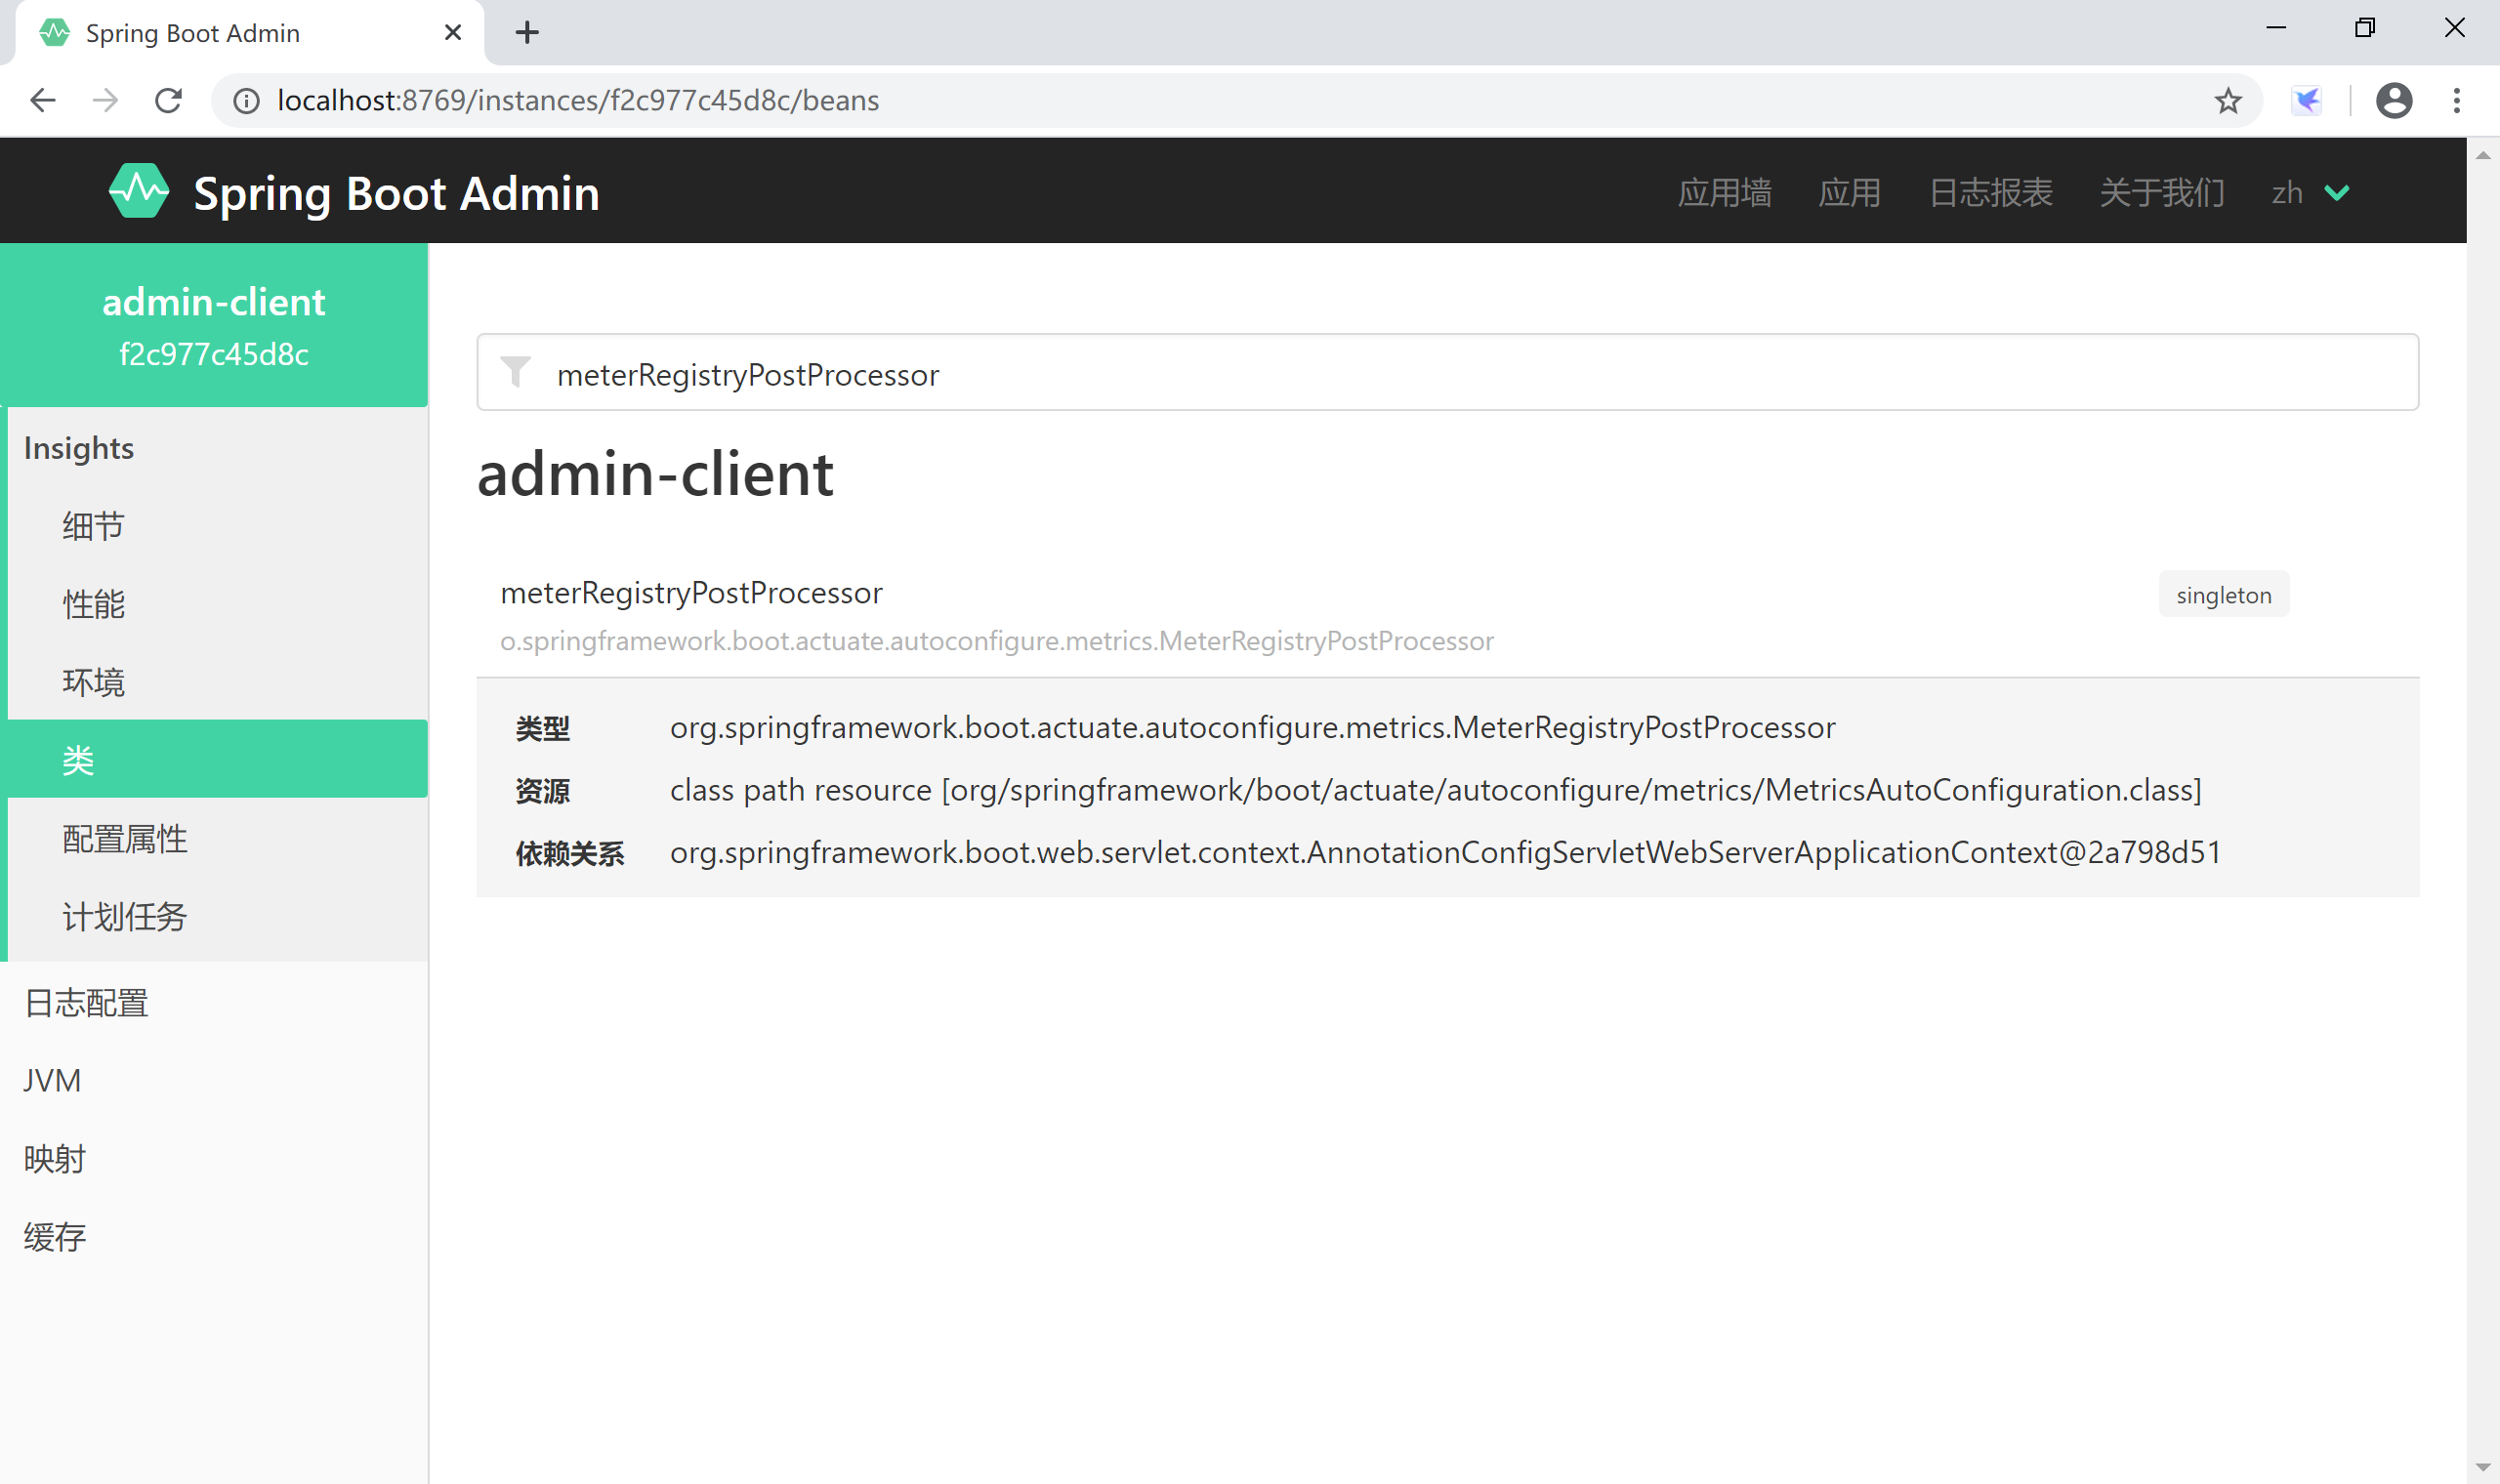 Spring Boot Admin
localhost:8769/instances/f2c977c45d8c/beans
Spring Boot Admin
应用墙 应用 日志报表 关于我们 zh
admin-client
f2c977c45d8c
Insights
细节
性能
环境
类
配置属性
计划任务
日志配置
JVM
映射
缓存
meterRegistryPostProcessor
admin-client
meterRegistryPostProcessor singleton
o.springframework.boot.actuate.autoconfigure.metrics.MeterRegistryPostProcessor
类型 org.springframework.boot.actuate.autoconfigure.metrics.MeterRegistryPostProcessor
资源 class path resource [org/springframework/boot/actuate/autoconfigure/metrics/MetricsAutoConfiguration.class]
依赖关系 org.springframework.boot.web.servlet.context.AnnotationConfigServletWebServerApplicationContext@2a798d51